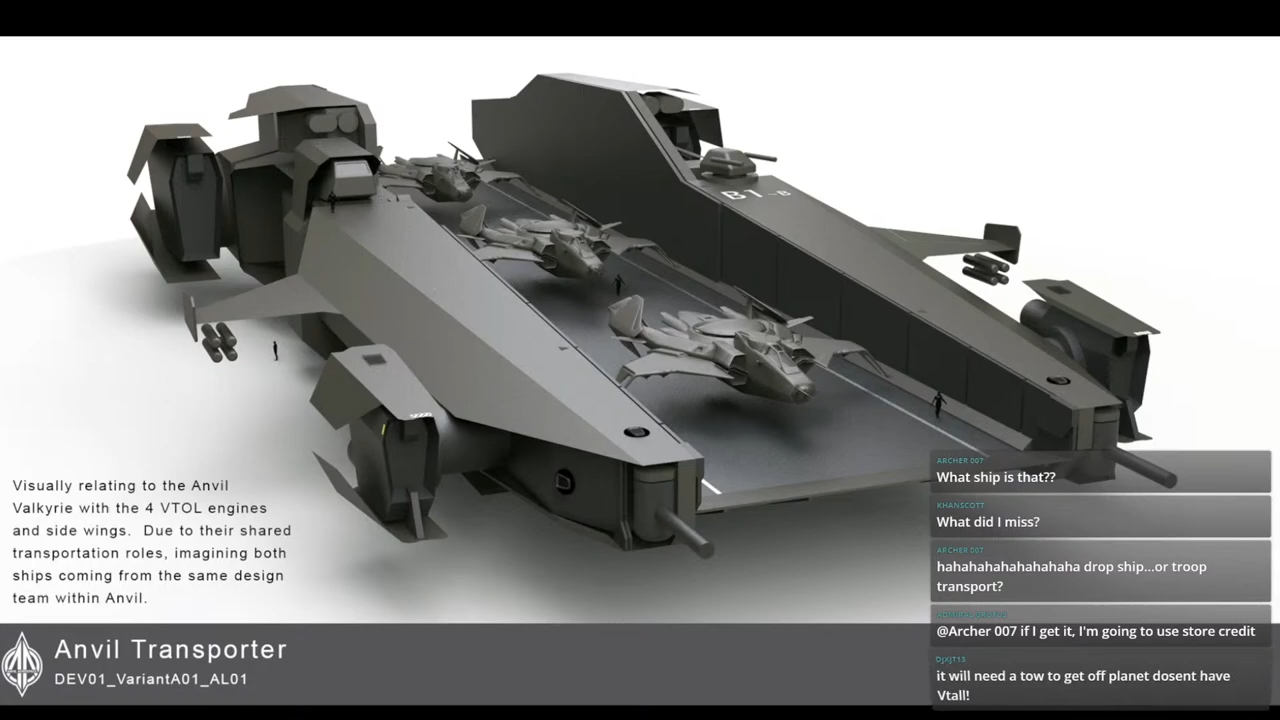 B1 -B
Visually relating to the Anvil
Valkyrie with the 4 VTOL engines
and side wings. Due to their shared
transportation roles, imagining both
ships coming from the same design
team within Anvil.
Anvil Transporter
DEV01_VariantA01_AL01
ARCHER 007
What ship is that??
KHANSCOTT
What did I miss?
ARCHER 007
hahahahahahahahaha drop ship...or troop
transport?
@Archer 007 if I get it, I'm going to use store credit
DJXJT13
it will need a tow to get off planet dosent have
Vtall!